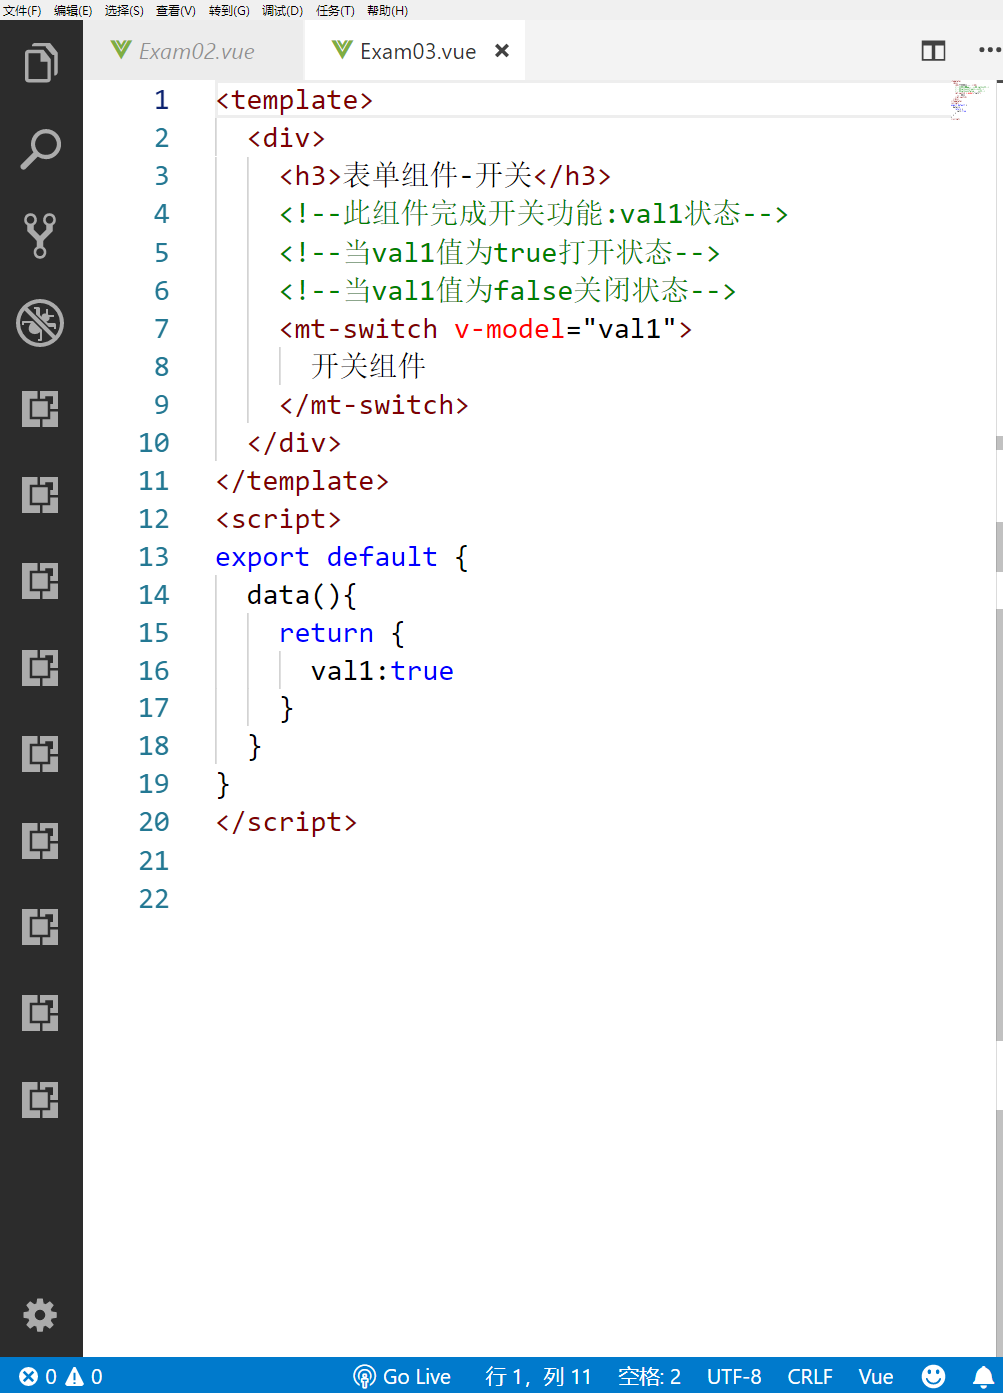 文件(F) 编辑(E) 选择(S) 查看(V) 转到(G) 调试(D) 任务(T) 帮助(H)
Exam02.vue Exam03.vue
1 <template>
2 <div>
3 <h3>表单组件-开关</h3>
4 <!--此组件完成开关功能:val1状态-->
5 <!--当val1值为true打开状态-->
6 <!--当val1值为false关闭状态-->
7 <mt-switch v-model="val1">
8 开关组件
9 </mt-switch>
10 </div>
11 </template>
12 <script>
13 export default {
14 data(){
15 return {
16 val1:true
17 }
18 }
19 }
20 </script>
21
22
0 0 Go Live 行 1，列 11 空格: 2 UTF-8 CRLF Vue